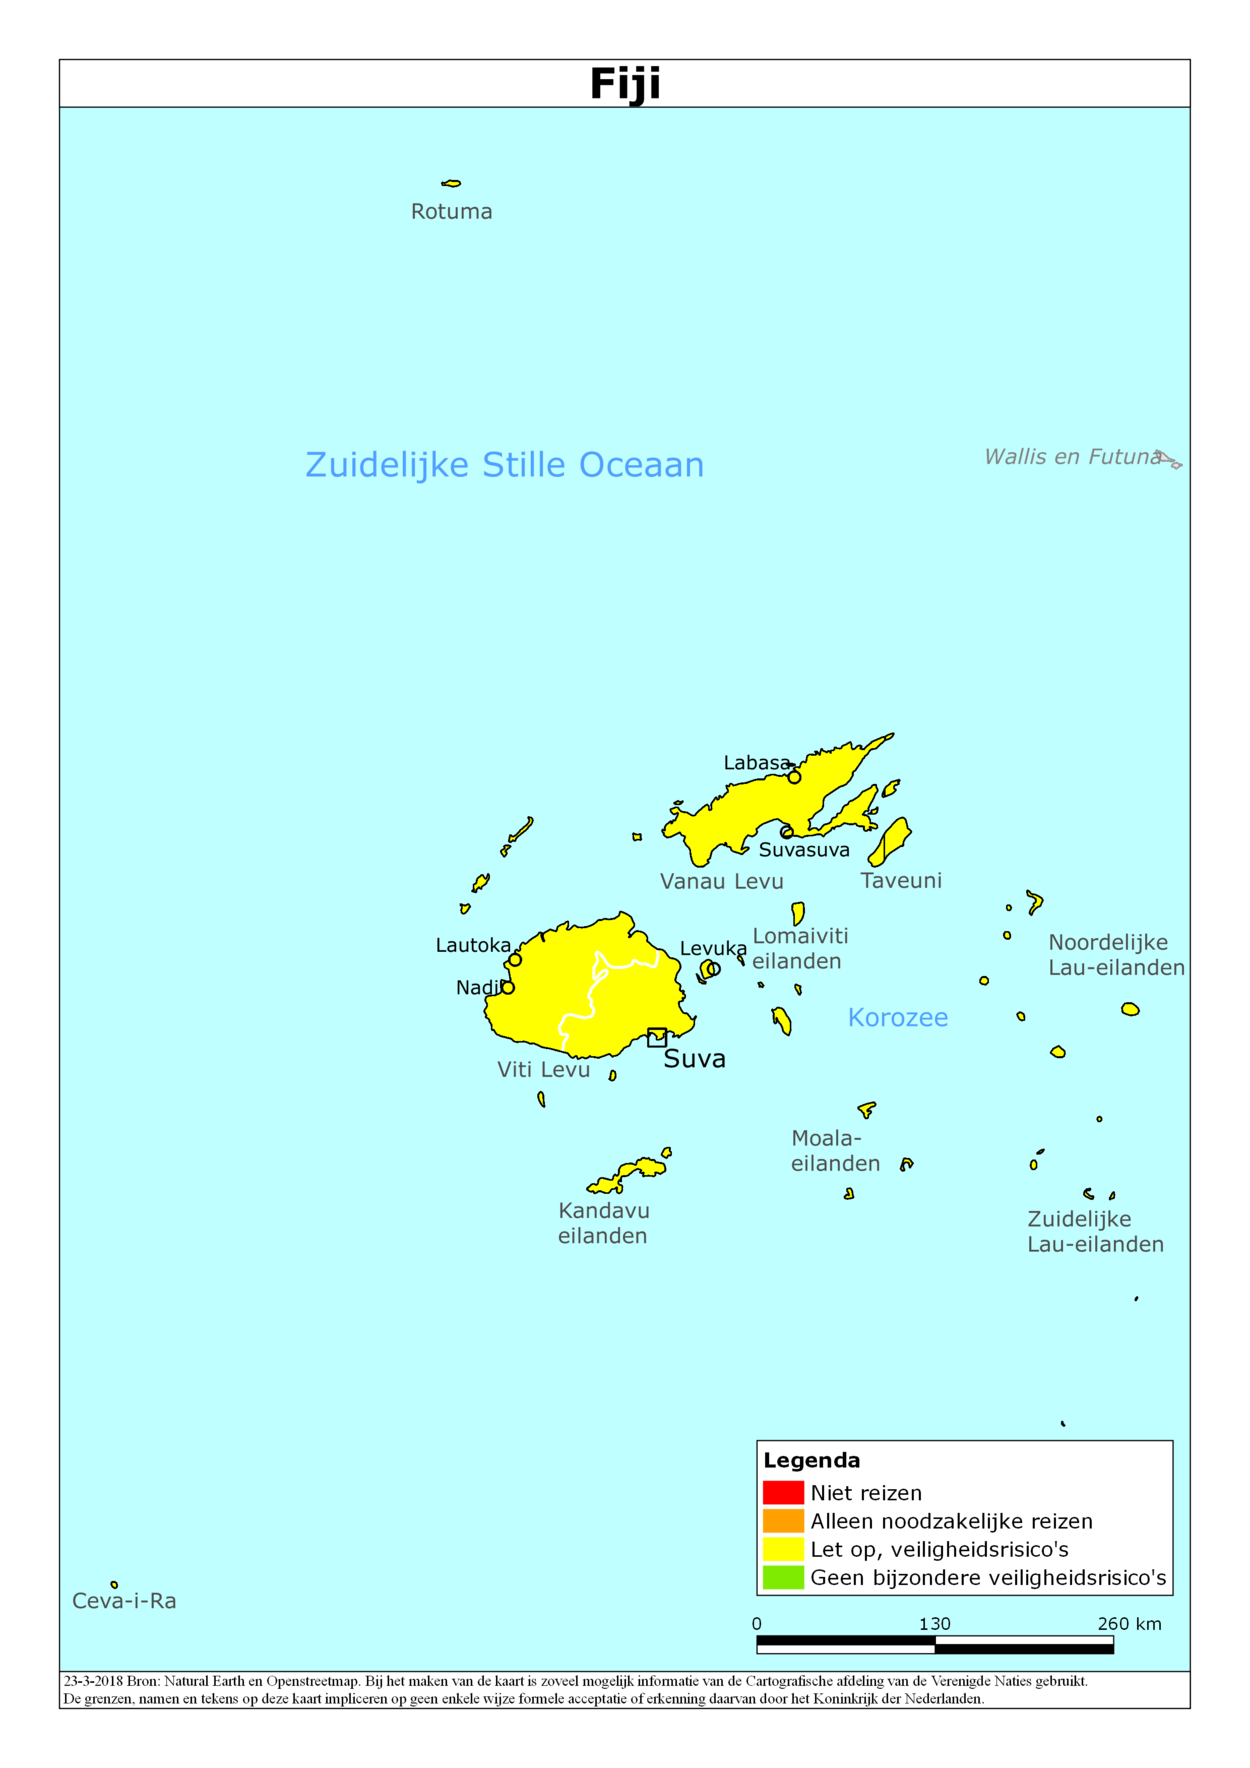 Fiji
Rotuma
Zuidelijke Stille Oceaan
Wallis en Futuna
Labasa
Suvasuva
Vanau Levu
Taveuni
Lautoka
Levuka
Lomaiviti
eilanden
Noordelijke
Lau-eilanden
Nadi
Korozee
Suva
Viti Levu
Moala-
eilanden
Kandavu
eilanden
Zuidelijke
Lau-eilanden
Legenda
Niet reizen
Alleen noodzakelijke reizen
Let op, veiligheidsrisico's
Geen bijzondere veiligheidsrisico's
Ceva-i-Ra
0 130 260 km
23-3-2018 Bron: Natural Earth en Openstreetmap. Bij het maken van de kaart is zoveel mogelijk informatie van de Cartografische afdeling van de Verenigde Naties gebruikt.
De grenzen, namen en tekens op deze kaart impliceren op geen enkele wijze formele acceptatie of erkenning daarvan door het Koninkrijk der Nederlanden.